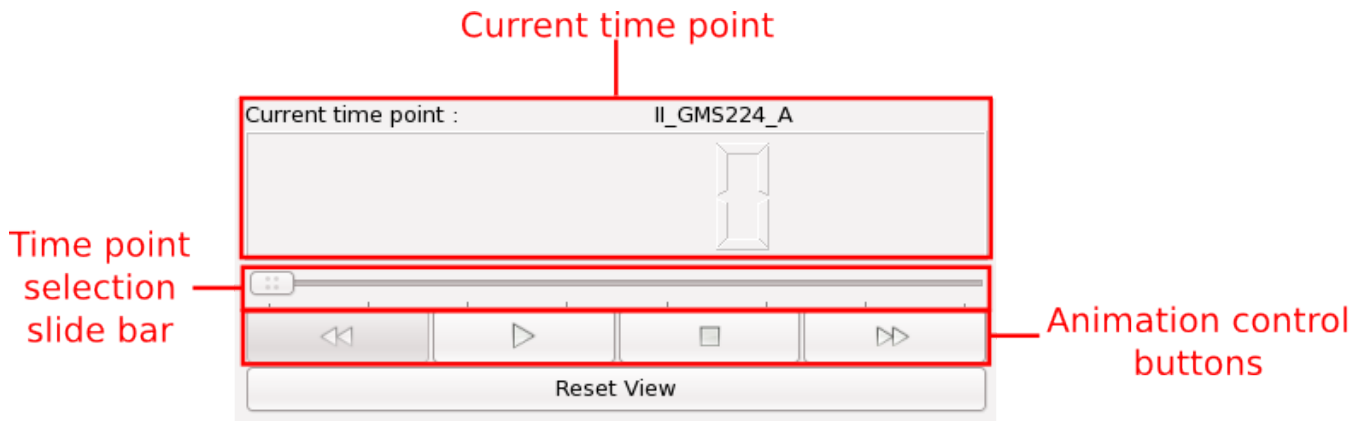 Current time point
Current time point :
II_GMS224_A
0
Time point
selection
slide bar
Animation control
buttons
Reset View